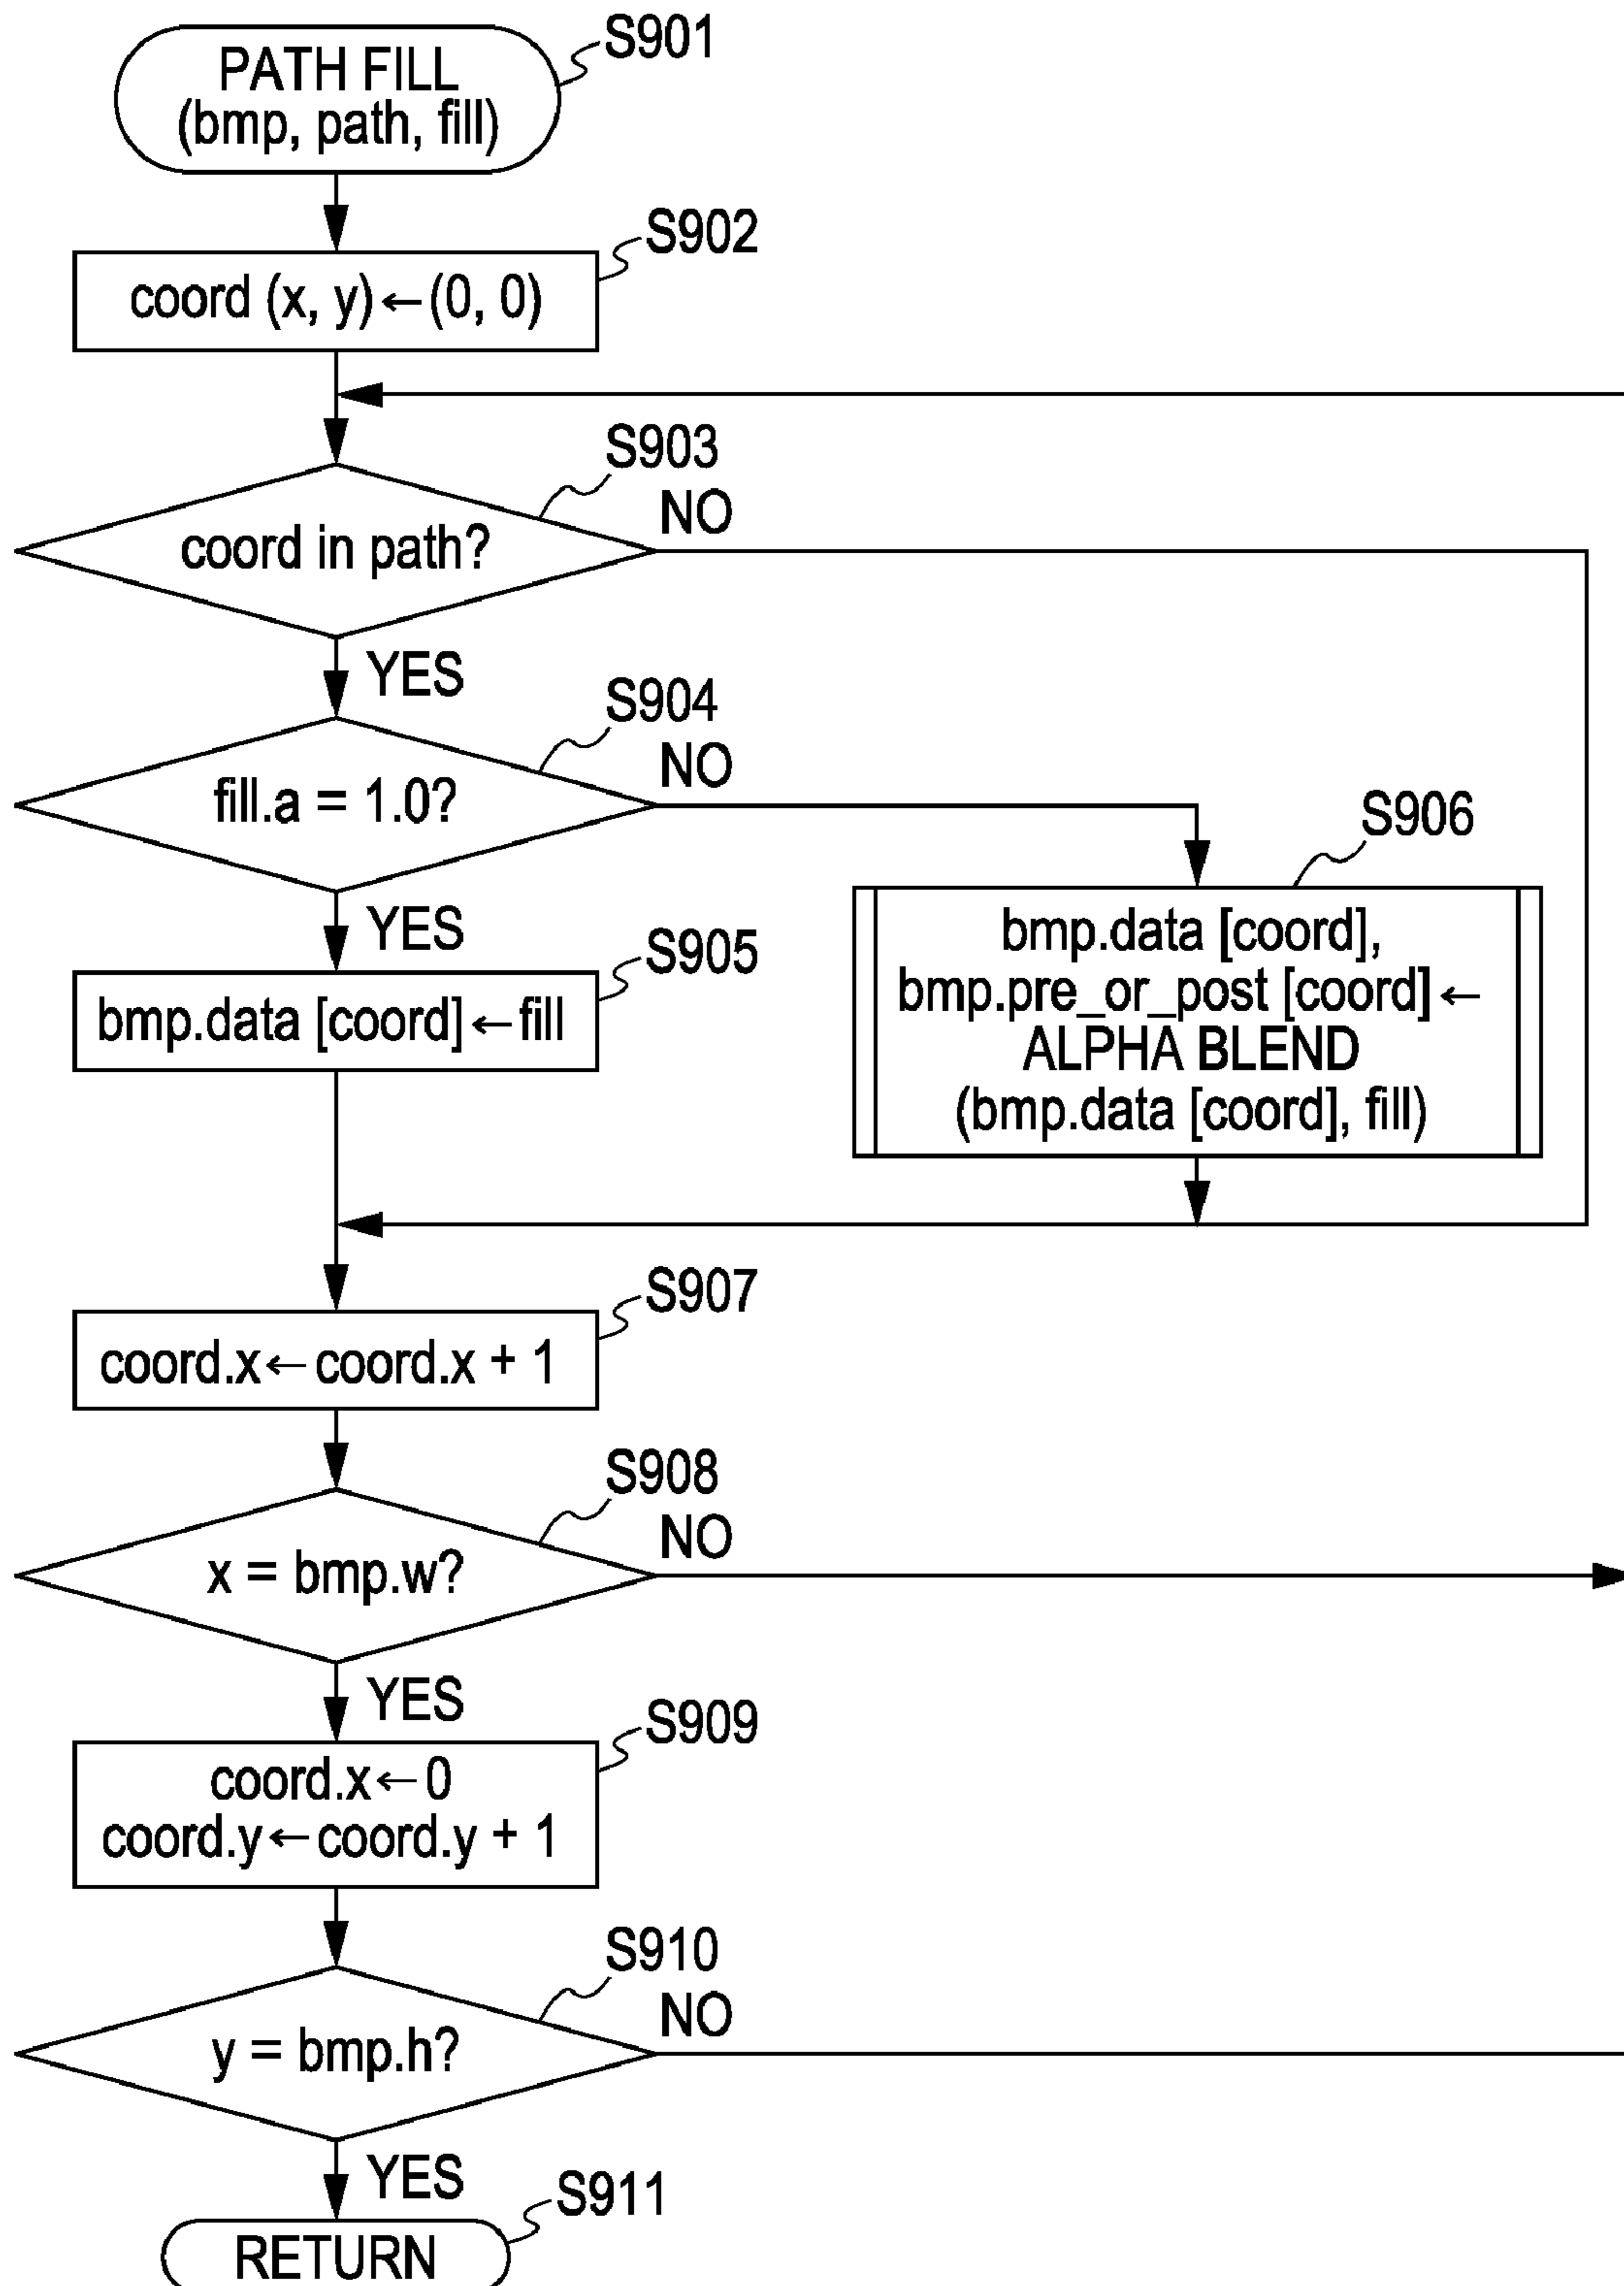 S901
PATH FILL
(bmp, path, fill)
S902
coord (x, y)←(0, 0)
S903
NO
coord in path?
YES
S904
NO
fill.a = 1.0?
S906
YES
S905
bmp.data [coord]←fill
bmp.data [coord],
bmp.pre_or_post [coord]←
ALPHA BLEND
(bmp.data [coord], fill)
S907
coord.x←coord.x + 1
S908
NO
x = bmp.w?
YES
S909
coord.x←0
coord.y←coord.y + 1
S910
NO
y = bmp.h?
YES
S911
RETURN